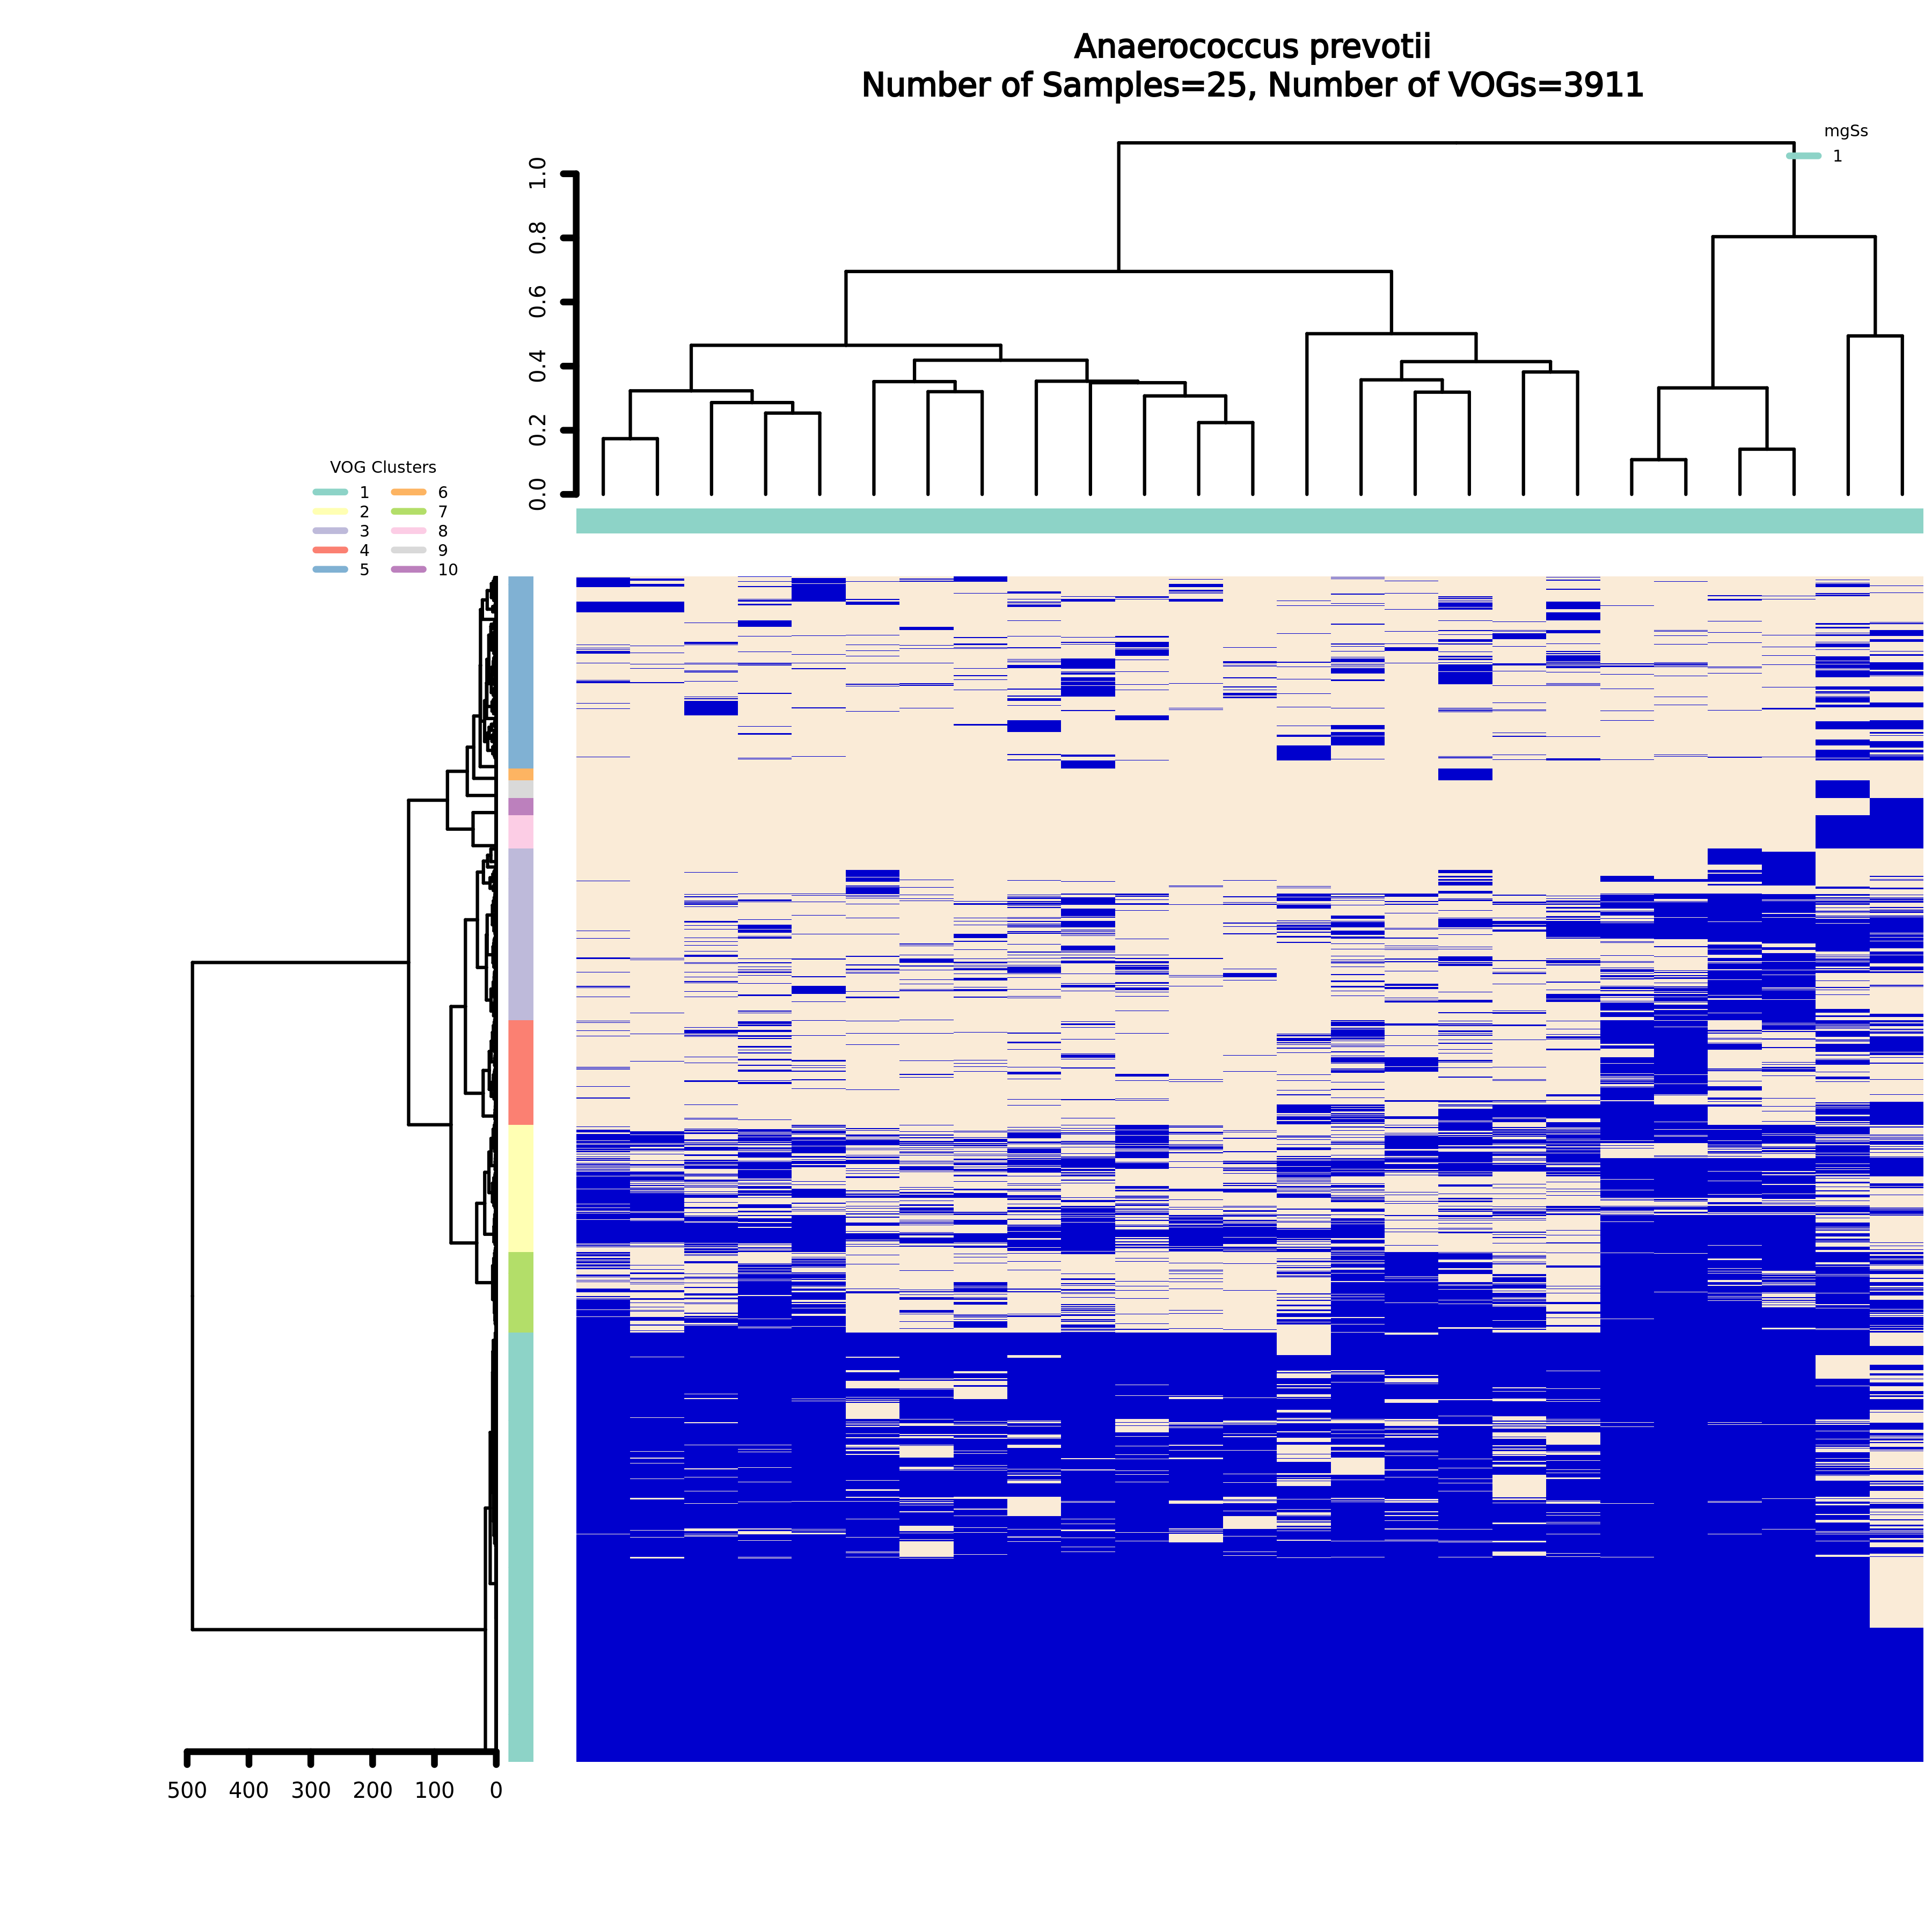 Anaerococcus prevotii
Number of Samples=25, Number of VOGs=3911
mgSs
1
1.0
0.8
0.6
0.4
0.2
0.0
VOG Clusters
1 6
2 7
3 8
4 9
5 10
500 400 300 200 100 0